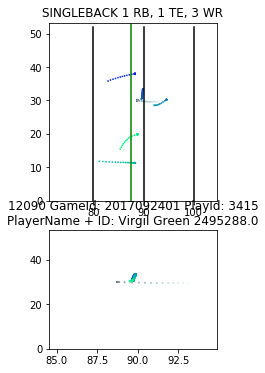 SINGLEBACK 1 RB, 1 TE, 3 WR
50
40
30
20
10
0
80 90 100
12090 GameId: 2017092401 PlayId: 3415
PlayerName + ID: Virgil Green 2495288.0
40
20
0
85.0 87.5 90.0 92.5